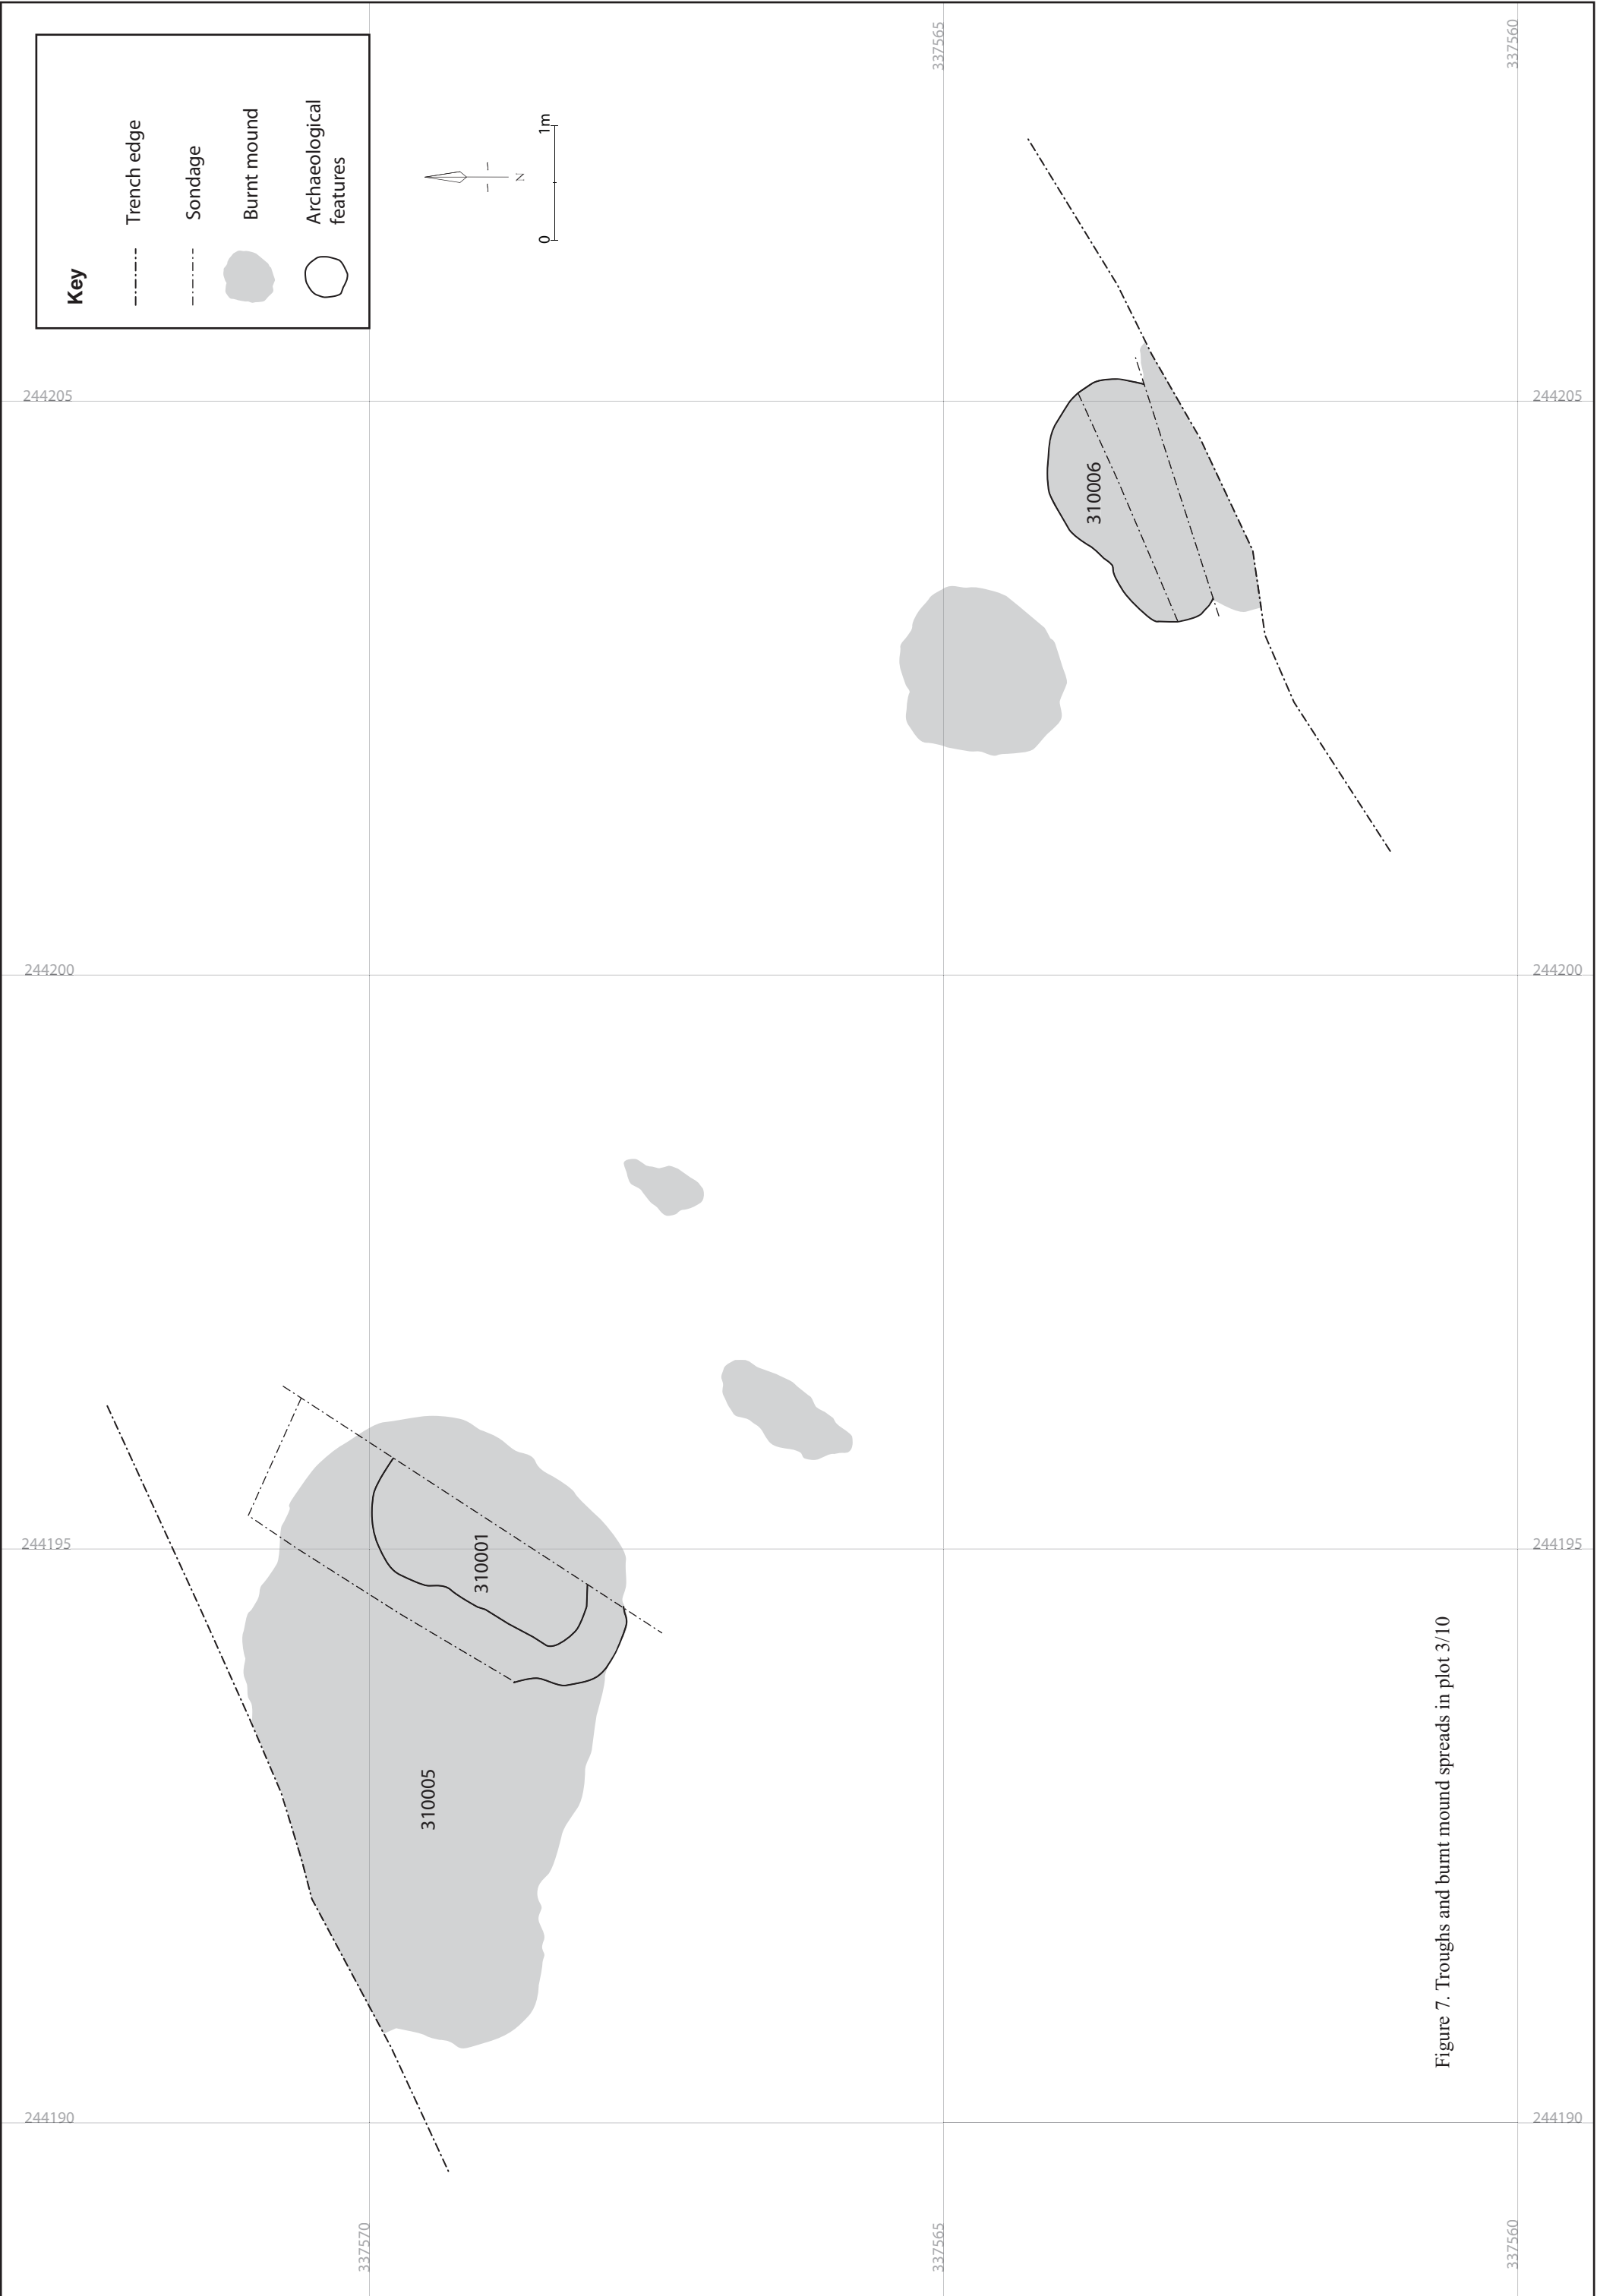 Key
Trench edge
Sondage
Burnt mound
Archaeological
features
N
0
1m
337565
337560
244205
244205
310006
244200
244200
244195
244195
310001
310005
244190
244190
337570
337565
337560
Figure 7. Troughs and burnt mound spreads in plot 3/10